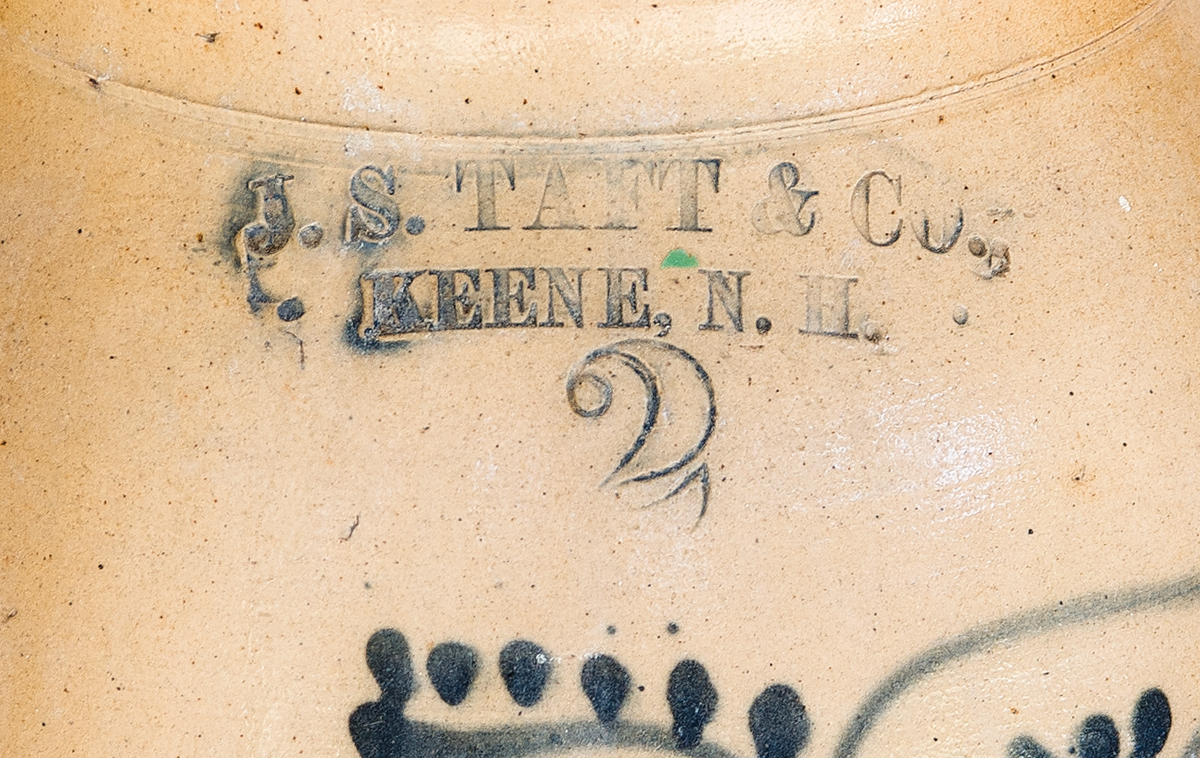 J. S. TAFT & Co.,
KEENE, N. H.
2